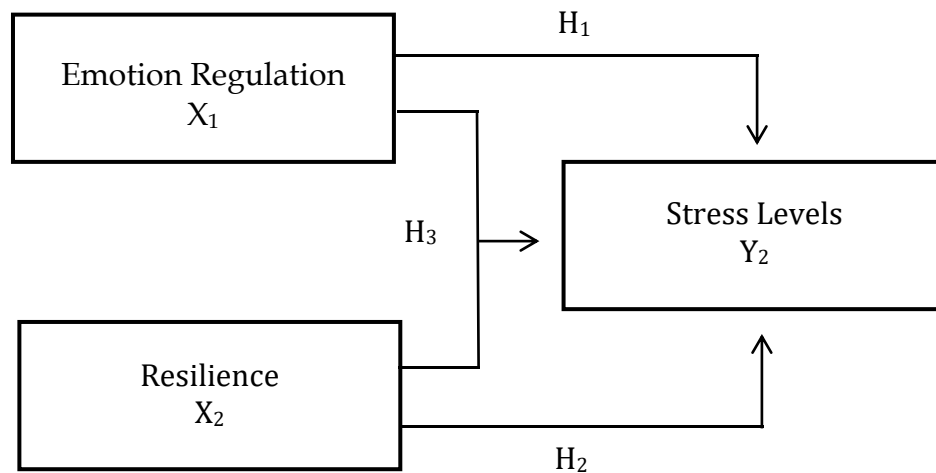 H₁
Emotion Regulation
X₁
Stress Levels
Y₂
H₃
Resilience
X₂
H₂